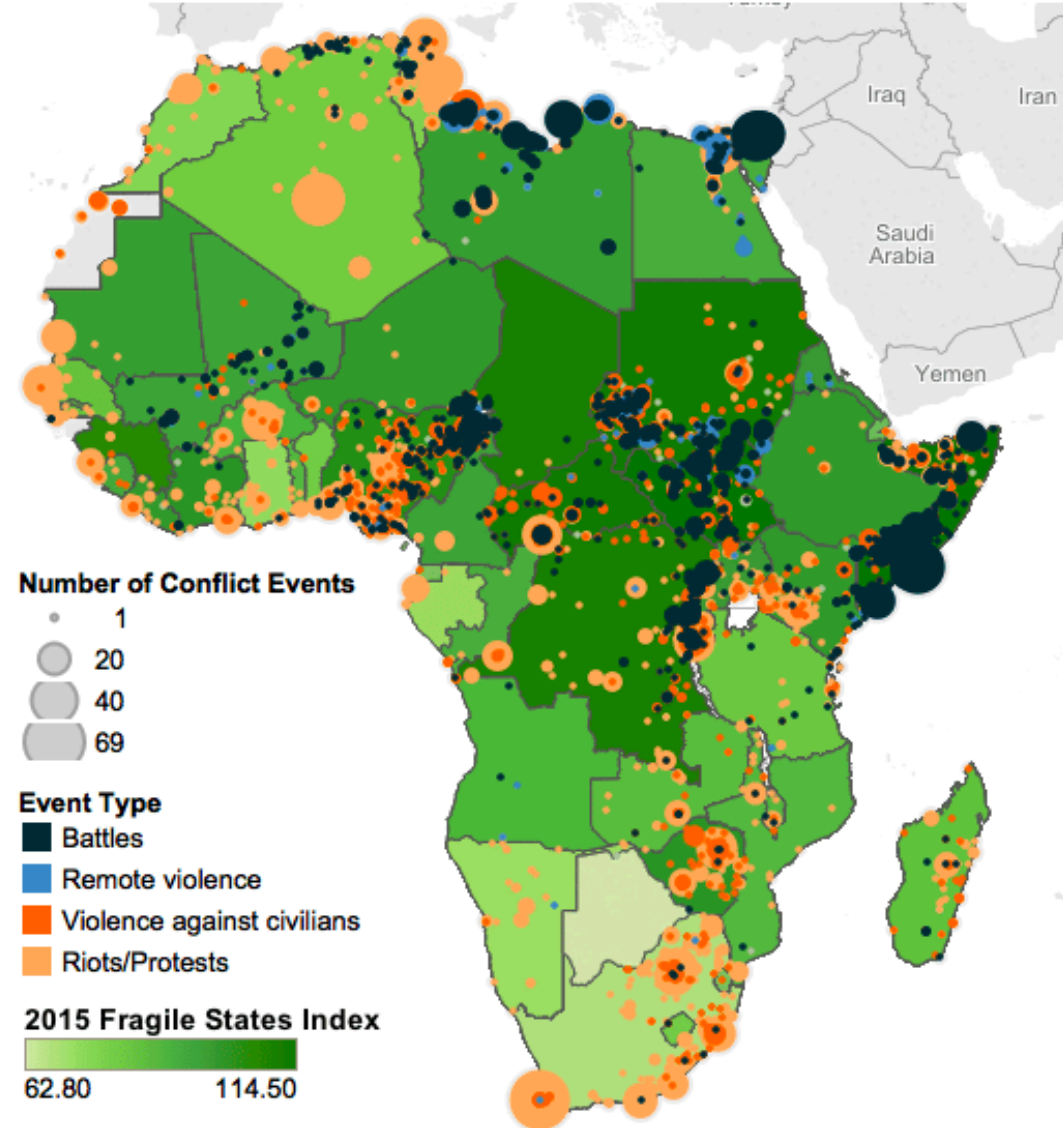 Iraq
Iran
Saudi
Arabia
Yemen
Number of Conflict Events
1
20
40
69
Event Type
Battles
Remote violence
Violence against civilians
Riots/Protests
2015 Fragile States Index
62.80 114.50